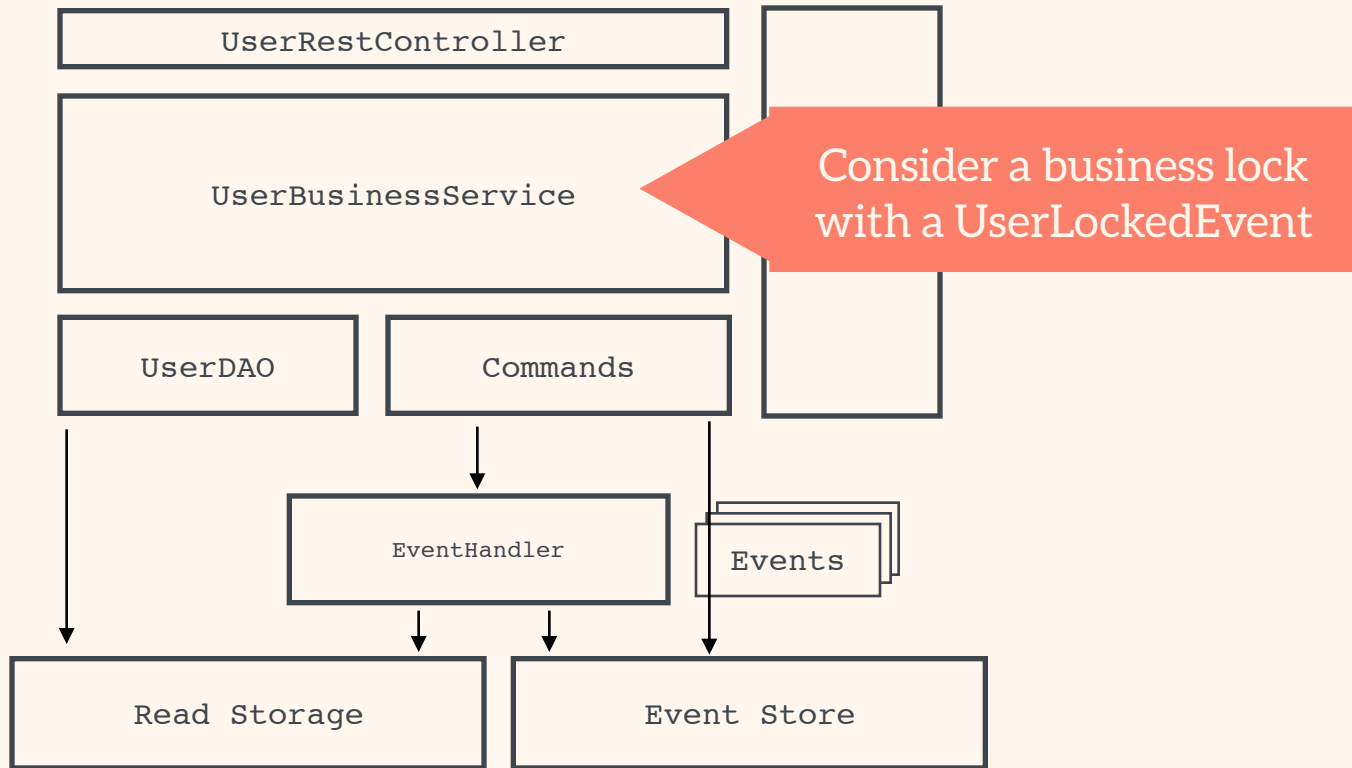 UserRestController
UserBusinessService
Consider a business lock
with a UserLockedEvent
UserDAO
Commands
EventHandler
Events
Read Storage
Event Store